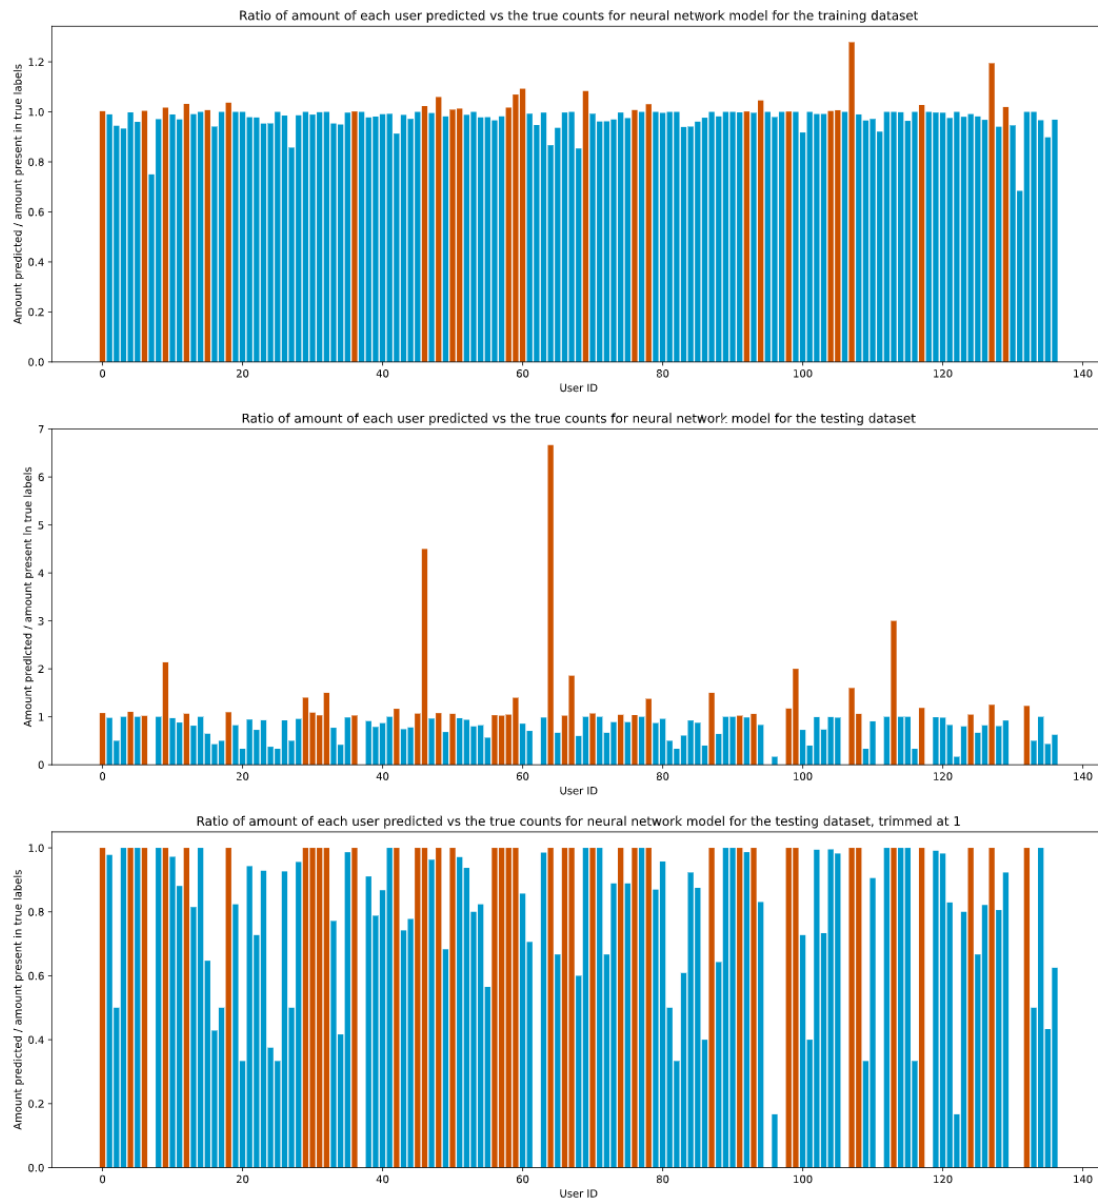 Ratio of amount of each user predicted vs the true counts for neural network model for the training dataset
Amount predicted / amount present in true labels
1.2
1.0
0.8
0.6
0.4
0.2
0.0
0 20 40 60 80 100 120 140
User ID
Ratio of amount of each user predicted vs the true counts for neural network model for the testing dataset
Amount predicted / amount present in true labels
7
6
5
4
3
2
1
0
0 20 40 60 80 100 120 140
User ID
Ratio of amount of each user predicted vs the true counts for neural network model for the testing dataset, trimmed at 1
Amount predicted / amount present in true labels
1.0
0.8
0.6
0.4
0.2
0.0
0 20 40 60 80 100 120 140
User ID